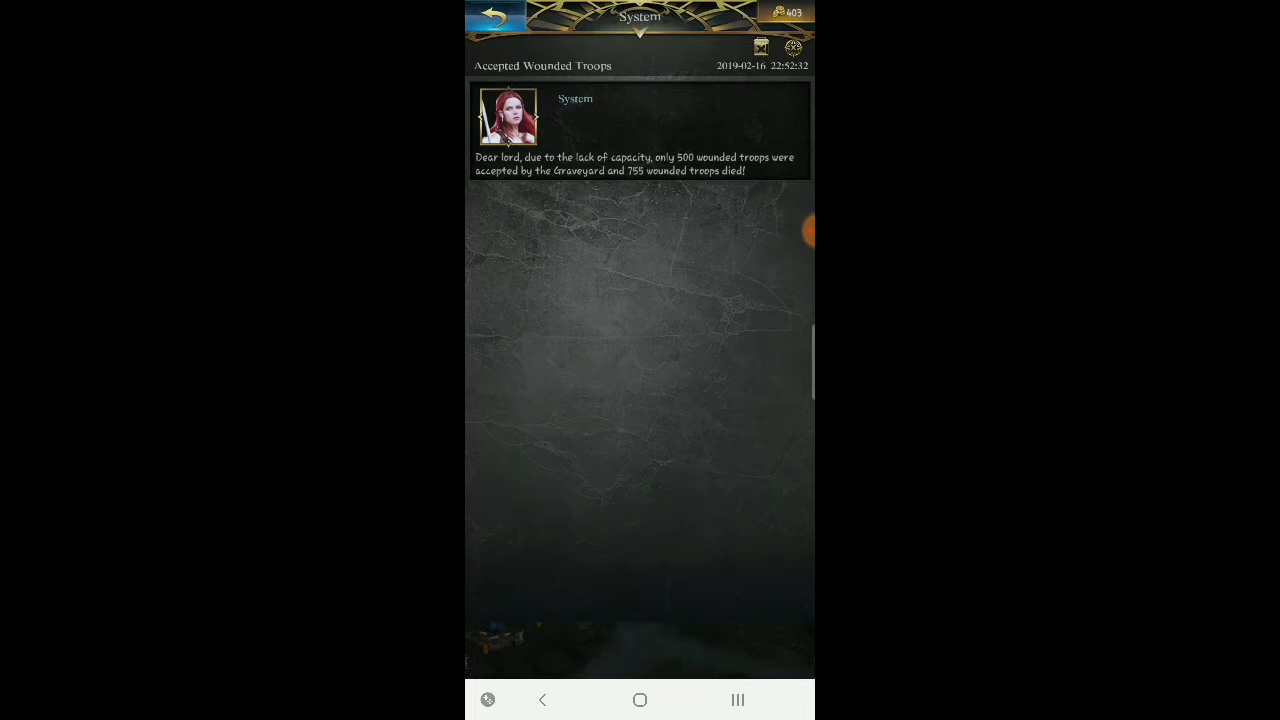 System
403
Accepted Wounded Troops
2019-02-16 22:52:32
System
Dear lord, due to the lack of capacity, only 500 wounded troops were
accepted by the Graveyard and 755 wounded troops died!